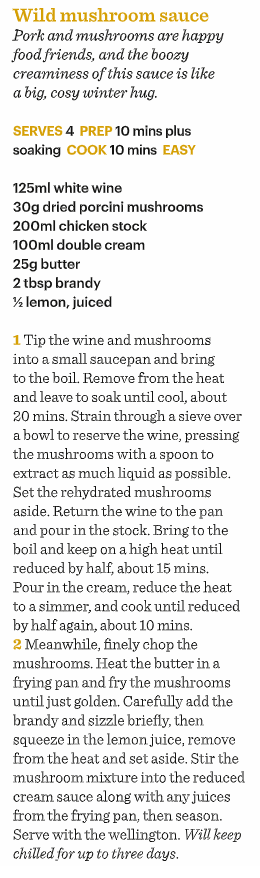 Wild mushroom sauce
Pork and mushrooms are happy
food friends, and the boozy
creaminess of this sauce is like
a big, cosy winter hug.
SERVES 4 PREP 10 mins plus
soaking COOK 10 mins EASY
125ml white wine
30g dried porcini mushrooms
200ml chicken stock
100ml double cream
25g butter
2 tbsp brandy
½ lemon, juiced
1 Tip the wine and mushrooms
into a small saucepan and bring
to the boil. Remove from the heat
and leave to soak until cool, about
20 mins. Strain through a sieve over
a bowl to reserve the wine, pressing
the mushrooms with a spoon to
extract as much liquid as possible.
Set the rehydrated mushrooms
aside. Return the wine to the pan
and pour in the stock. Bring to the
boil and keep on a high heat until
reduced by half, about 15 mins.
Pour in the cream, reduce the heat
to a simmer, and cook until reduced
by half again, about 10 mins.
2 Meanwhile, finely chop the
mushrooms. Heat the butter in a
frying pan and fry the mushrooms
until just golden. Carefully add the
brandy and sizzle briefly, then
squeeze in the lemon juice, remove
from the heat and set aside. Stir the
mushroom mixture into the reduced
cream sauce along with any juices
from the frying pan, then season.
Serve with the wellington. Will keep
chilled for up to three days.